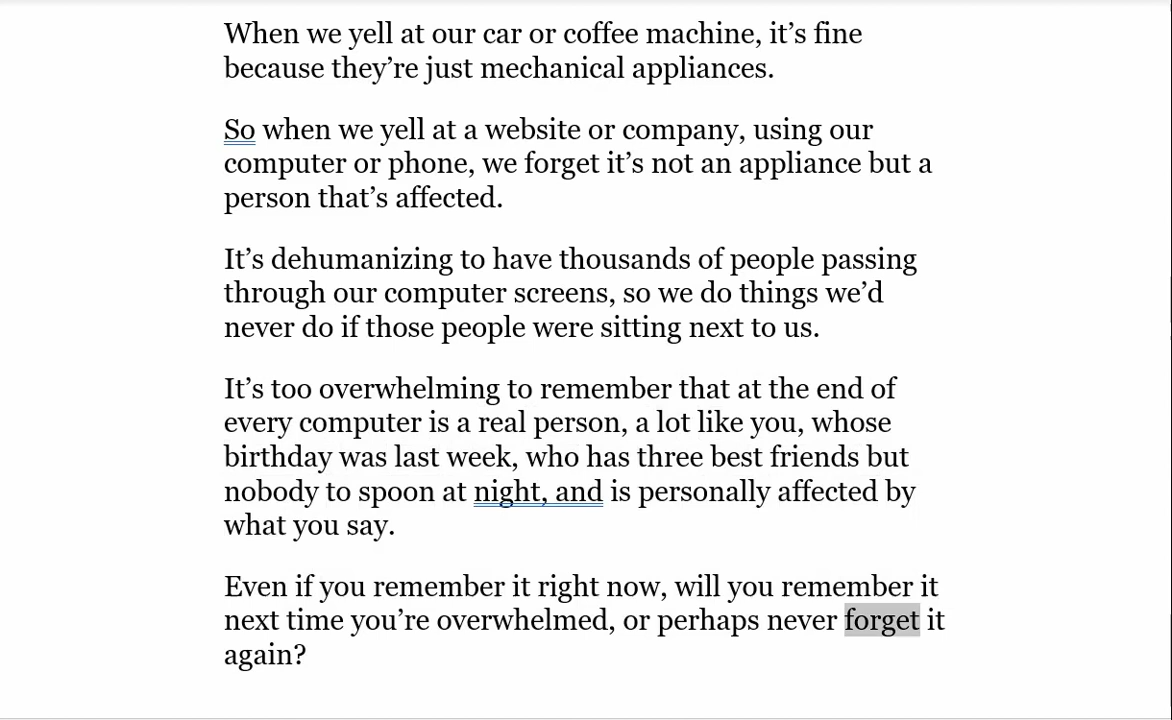 When we yell at our car or coffee machine, it’s fine
because they’re just mechanical appliances.
So when we yell at a website or company, using our
computer or phone, we forget it’s not an appliance but a
person that’s affected.
It’s dehumanizing to have thousands of people passing
through our computer screens, so we do things we’d
never do if those people were sitting next to us.
It’s too overwhelming to remember that at the end of
every computer is a real person, a lot like you, whose
birthday was last week, who has three best friends but
nobody to spoon at night, and is personally affected by
what you say.
Even if you remember it right now, will you remember it
next time you’re overwhelmed, or perhaps never forget it
again?